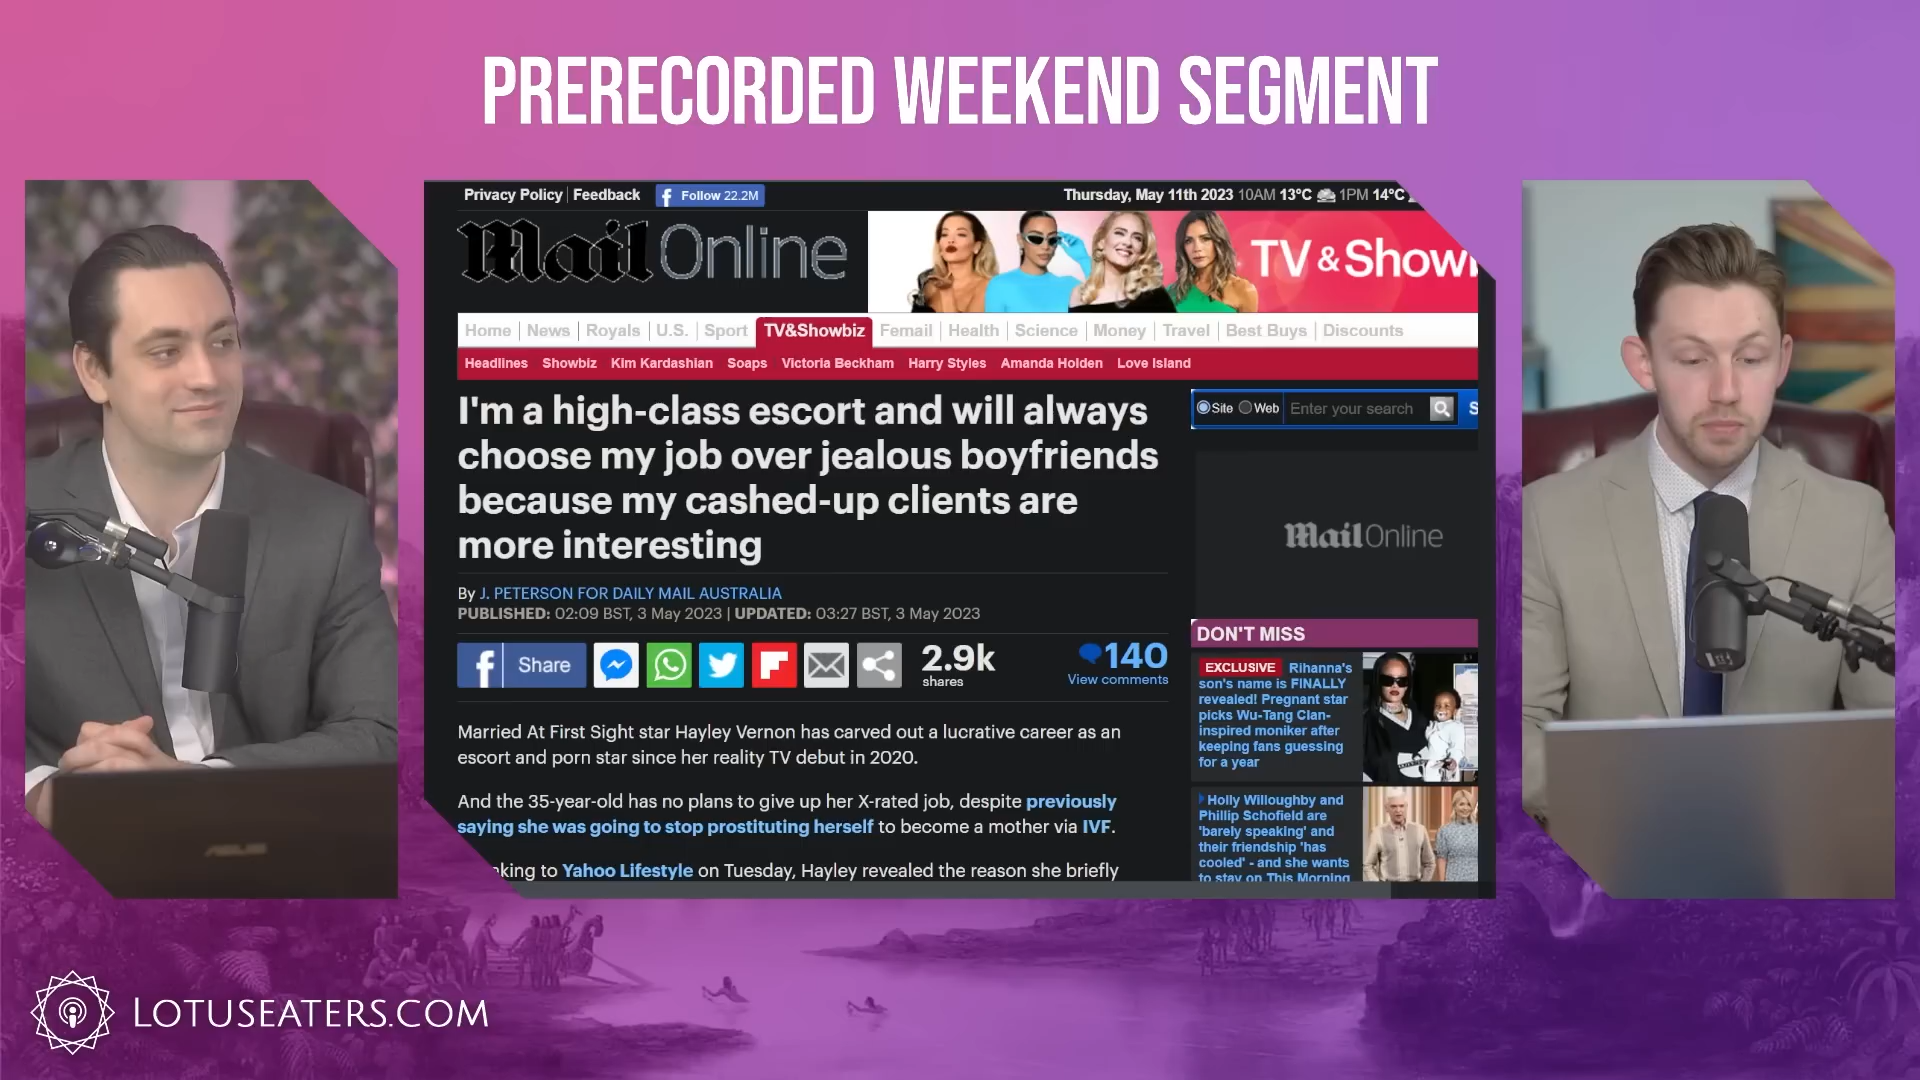 PRERECORDED WEEKEND SEGMENT
Privacy Policy Feedback Follow 22.2M
Thursday, May 11th 2023 10AM 13°C 1PM 14°C
Mail Online
TV & Show
Home News Royals U.S. Sport TV&Showbiz Femail Health Science Money Travel Best Buys Discounts
Headlines Showbiz Kim Kardashian Soaps Victoria Beckham Harry Styles Amanda Holden Love Island
I'm a high-class escort and will always
choose my job over jealous boyfriends
because my cashed-up clients are
more interesting
By J. PETERSON FOR DAILY MAIL AUSTRALIA
PUBLISHED: 02:09 BST, 3 May 2023 | UPDATED: 03:27 BST, 3 May 2023
Share
2.9k
shares
140
View comments
Married At First Sight star Hayley Vernon has carved out a lucrative career as an
escort and porn star since her reality TV debut in 2020.
And the 35-year-old has no plans to give up her X-rated job, despite previously
saying she was going to stop prostituting herself to become a mother via IVF.
king to Yahoo Lifestyle on Tuesday, Hayley revealed the reason she briefly
Site Web Enter your search S
Mail Online
DON'T MISS
EXCLUSIVE Rihanna's
son's name is FINALLY
revealed! Pregnant star
picks Wu-Tang Clan-
inspired moniker after
keeping fans guessing
for a year
Holly Willoughby and
Phillip Schofield are
'barely speaking' and
their friendship 'has
cooled' - and she wants
to stay on This Morning
ASUS
LOTUSEATERS.COM